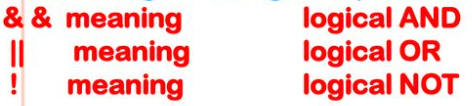 & & meaning logical AND
|| meaning logical OR
! meaning logical NOT